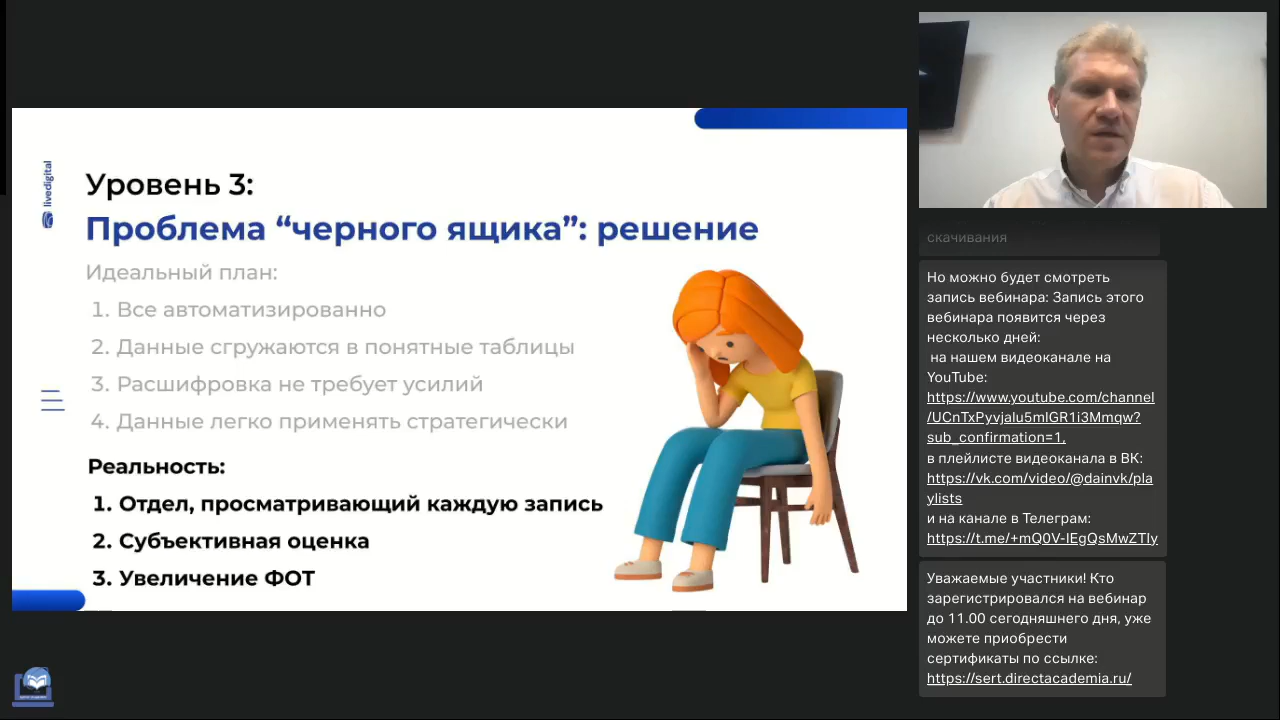 livedigital
Уровень 3:
Проблема “черного ящика”: решение
Идеальный план:
1. Все автоматизированно
2. Данные сгружаются в понятные таблицы
3. Расшифровка не требует усилий
4. Данные легко применять стратегически
Реальность:
1. Отдел, просматривающий каждую запись
2. Субъективная оценка
3. Увеличение ФОТ
скачивания
Но можно будет смотреть
запись вебинара: Запись этого
вебинара появится через
несколько дней:
на нашем видеоканале на
YouTube:
https://www.youtube.com/channel
/UCnTxPyvjalu5mlGR1i3Mmqw?
sub_confirmation=1,
в плейлисте видеоканала в ВК:
https://vk.com/video/@dainvk/pla
ylists
и на канале в Телеграм:
https://t.me/+mQ0V-IEgQsMwZTIy
Уважаемые участники! Кто
зарегистрировался на вебинар
до 11.00 сегодняшнего дня, уже
можете приобрести
сертификаты по ссылке:
https://sert.directacademia.ru/